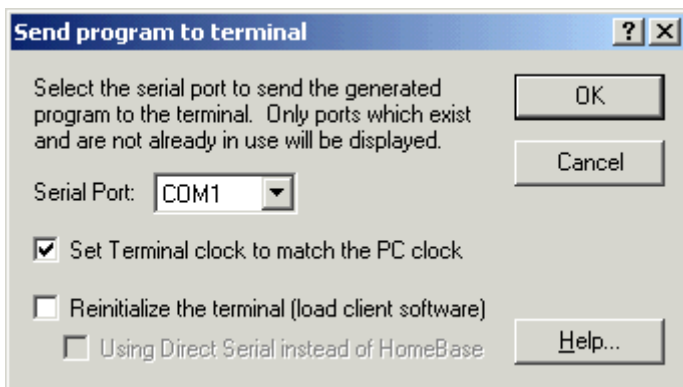 Send program to terminal
Select the serial port to send the generated
program to the terminal. Only ports which exist
and are not already in use will be displayed.
OK
Cancel
Serial Port: COM1
Set Terminal clock to match the PC clock
Reinitialize the terminal (load client software)
Using Direct Serial instead of HomeBase
Help...